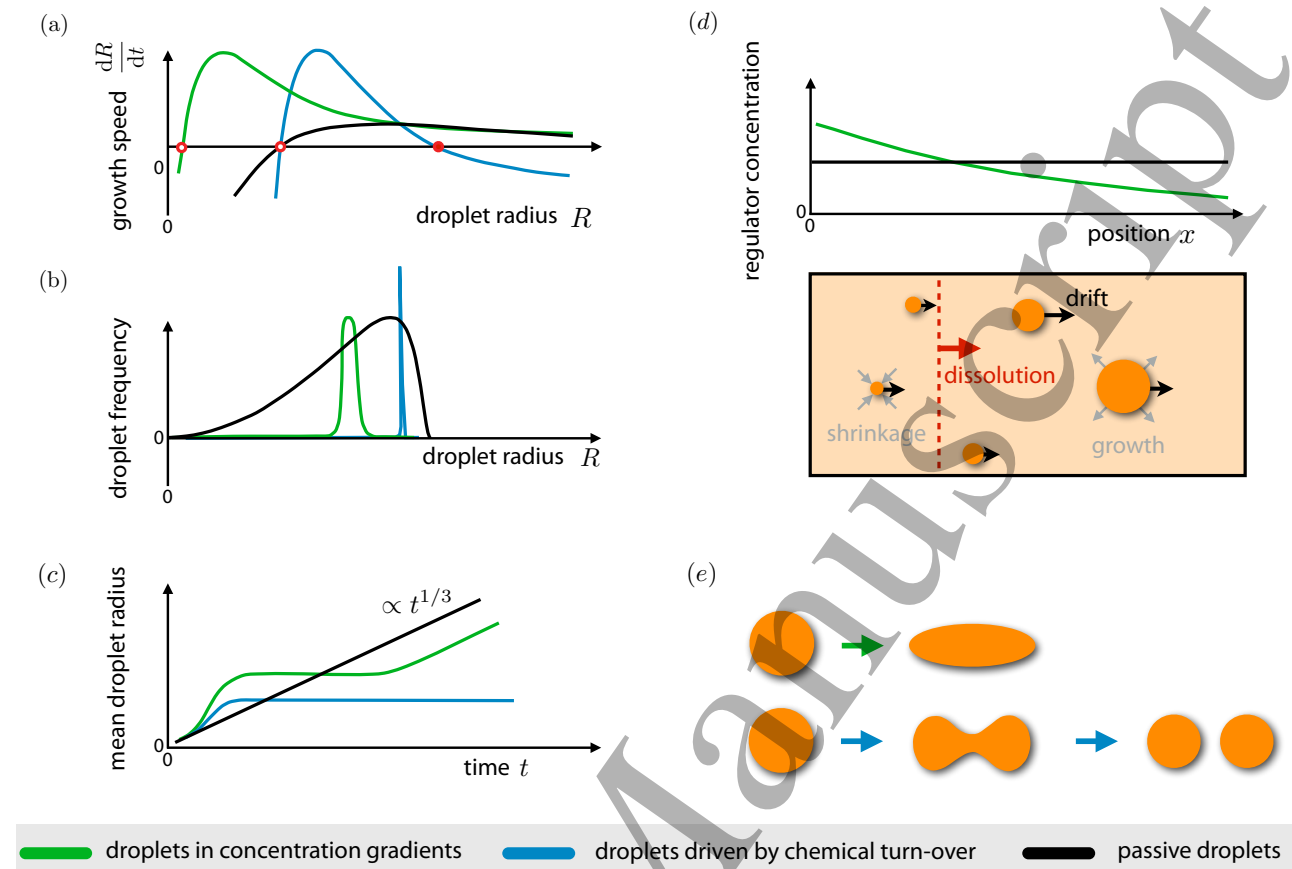 (a)
dR
dt
growth speed
0
0
droplet radius R
(b)
droplet frequency
0
0
droplet radius R
(c)
mean droplet radius
∝ t^{1/3}
0
time t
(d)
regulator concentration
0
0
position x
drift
dissolution
shrinkage
growth
(e)
Manuscript
droplets in concentration gradients
droplets driven by chemical turn-over
passive droplets